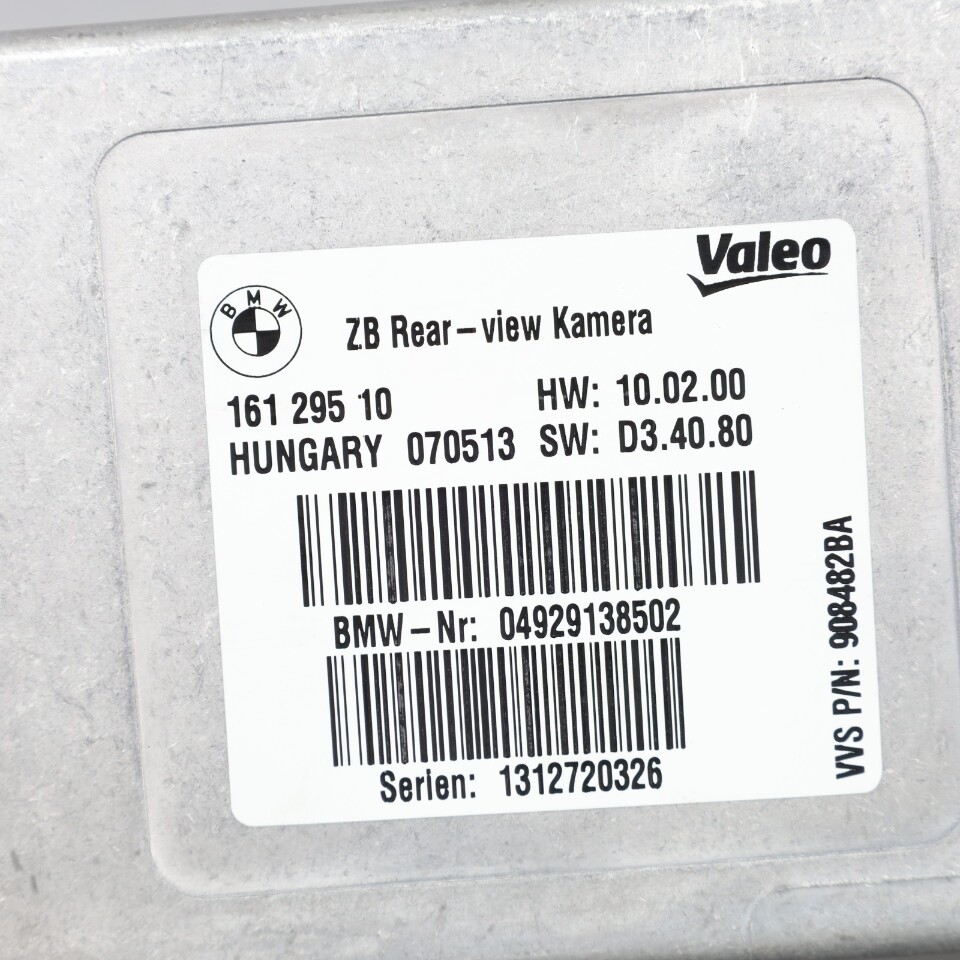 Valeo
BMW
ZB Rear-view Kamera
161 295 10 HW: 10.02.00
HUNGARY 070513 SW: D3.40.80
BMW-Nr: 04929138502
Serien: 1312720326
VVS P/N: 908482BA